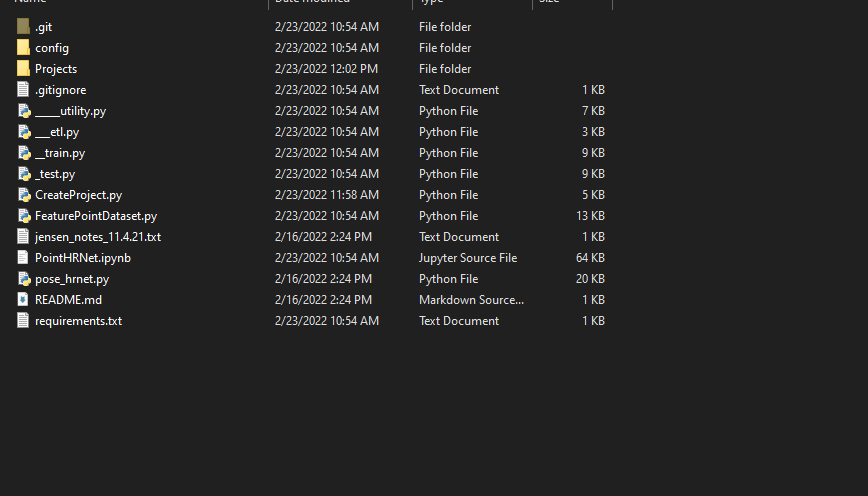 Name Date modified Type Size
.git 2/23/2022 10:54 AM File folder
config 2/23/2022 10:54 AM File folder
Projects 2/23/2022 12:02 PM File folder
.gitignore 2/23/2022 10:54 AM Text Document 1 KB
_____utility.py 2/23/2022 10:54 AM Python File 7 KB
___etl.py 2/23/2022 10:54 AM Python File 3 KB
__train.py 2/23/2022 10:54 AM Python File 9 KB
_test.py 2/23/2022 10:54 AM Python File 9 KB
CreateProject.py 2/23/2022 11:58 AM Python File 5 KB
FeaturePointDataset.py 2/23/2022 10:54 AM Python File 13 KB
jensen_notes_11.4.21.txt 2/16/2022 2:24 PM Text Document 1 KB
PointHRNet.ipynb 2/23/2022 10:54 AM Jupyter Source File 64 KB
pose_hrnet.py 2/16/2022 2:24 PM Python File 20 KB
README.md 2/16/2022 2:24 PM Markdown Source... 1 KB
requirements.txt 2/23/2022 10:54 AM Text Document 1 KB